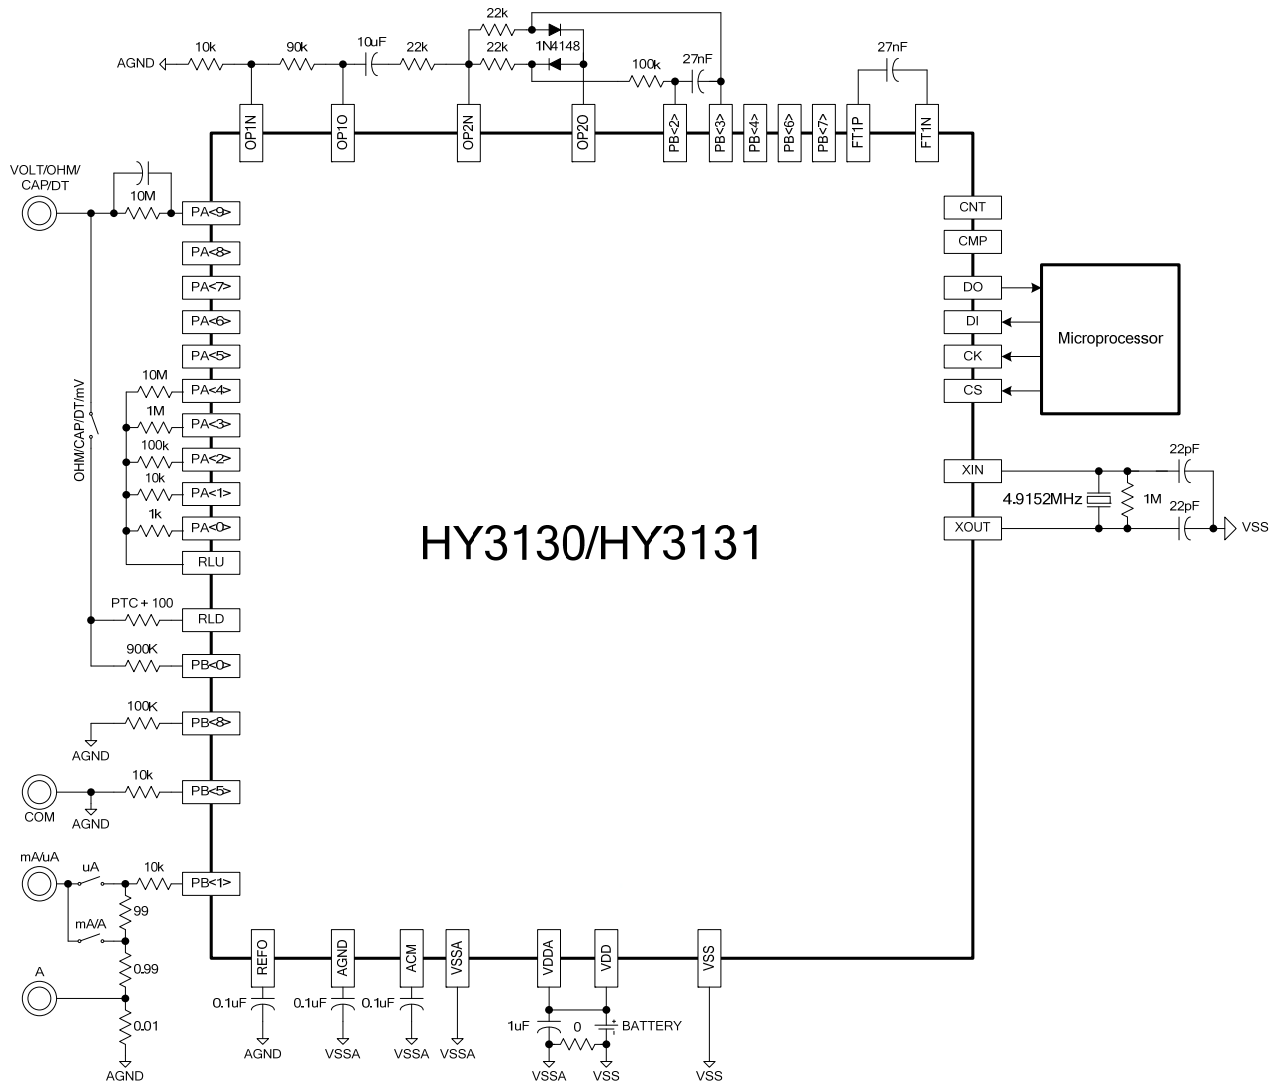 22k
10k
90k
10uF
22k
22k
1N4148
27nF
100k
27nF
AGND
OP1N
OP1O
OP2N
OP2O
PB<2>
PB<3>
PB<4>
PB<6>
PB<7>
FT1P
FT1N
VOLT/OHM/
CAP/DT
10M
PA<9>
PA<8>
PA<7>
PA<6>
PA<5>
10M
PA<4>
1M
PA<3>
100k
PA<2>
10k
PA<1>
1k
PA<0>
RLU
OHM/CAP/DT/mV
PTC + 100
RLD
900K
PB<0>
100K
PB<8>
AGND
10k
PB<5>
COM
AGND
mA/uA
uA
10k
PB<1>
99
mA/A
0.99
A
0.01
AGND
HY3130/HY3131
CNT
CMP
DO
DI
CK
CS
Microprocessor
XIN
XOUT
22pF
4.9152MHz
1M
22pF
VSS
REFO
AGND
ACM
VSSA
VDDA
VDD
VSS
0.1uF
0.1uF
0.1uF
1uF
0
BATTERY
AGND
VSSA
VSSA
VSSA
VSSA
VSS
VSS